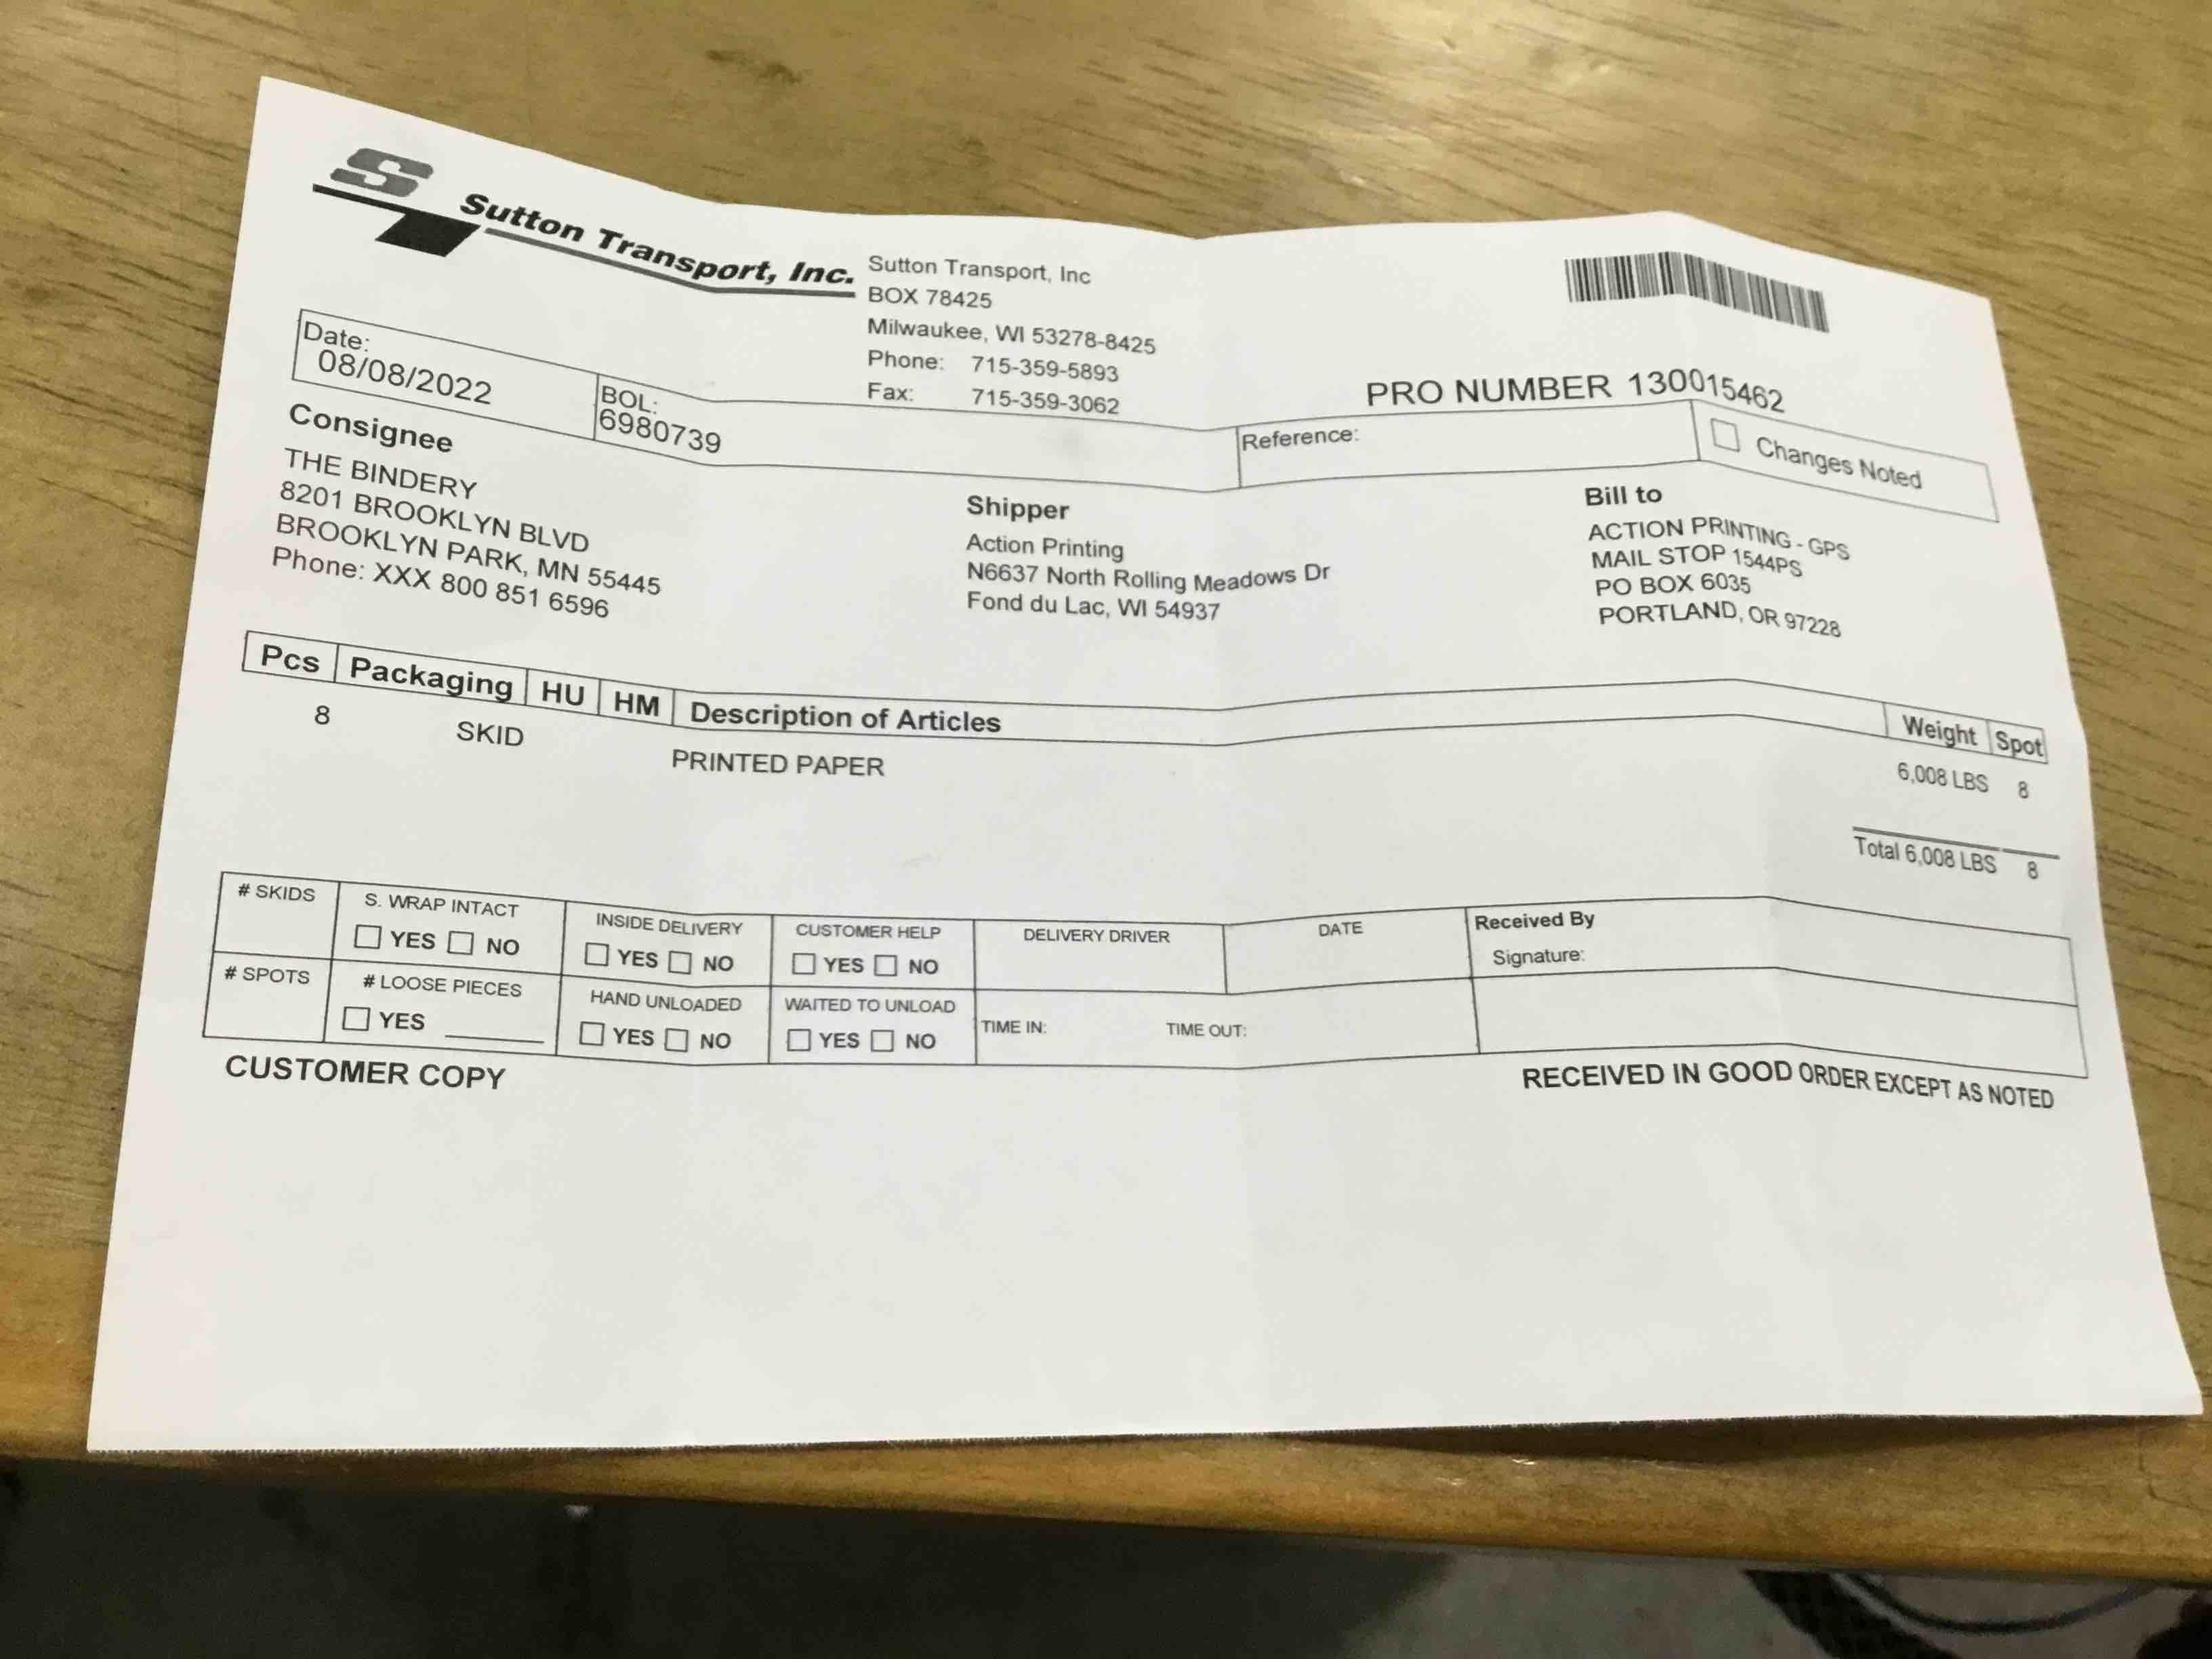 S Sutton Transport, Inc.
Sutton Transport, Inc
BOX 78425
Milwaukee, WI 53278-8425
Phone: 715-359-5893
Fax: 715-359-3062
PRO NUMBER 130015462
Date:
08/08/2022
BOL:
6980739
Reference:
Changes Noted
Consignee
THE BINDERY
8201 BROOKLYN BLVD
BROOKLYN PARK, MN 55445
Phone: XXX 800 851 6596
Shipper
Action Printing
N6637 North Rolling Meadows Dr
Fond du Lac, WI 54937
Bill to
ACTION PRINTING - GPS
MAIL STOP 1544PS
PO BOX 6035
PORTLAND, OR 97228
Pcs Packaging HU HM Description of Articles Weight Spot
8 SKID PRINTED PAPER 6,008 LBS 8
Total 6,008 LBS 8
# SKIDS
S. WRAP INTACT
YES NO
INSIDE DELIVERY
YES NO
CUSTOMER HELP
YES NO
DELIVERY DRIVER
DATE
Received By
Signature:
# SPOTS
# LOOSE PIECES
YES
HAND UNLOADED
YES NO
WAITED TO UNLOAD
YES NO
TIME IN: TIME OUT:
CUSTOMER COPY
RECEIVED IN GOOD ORDER EXCEPT AS NOTED